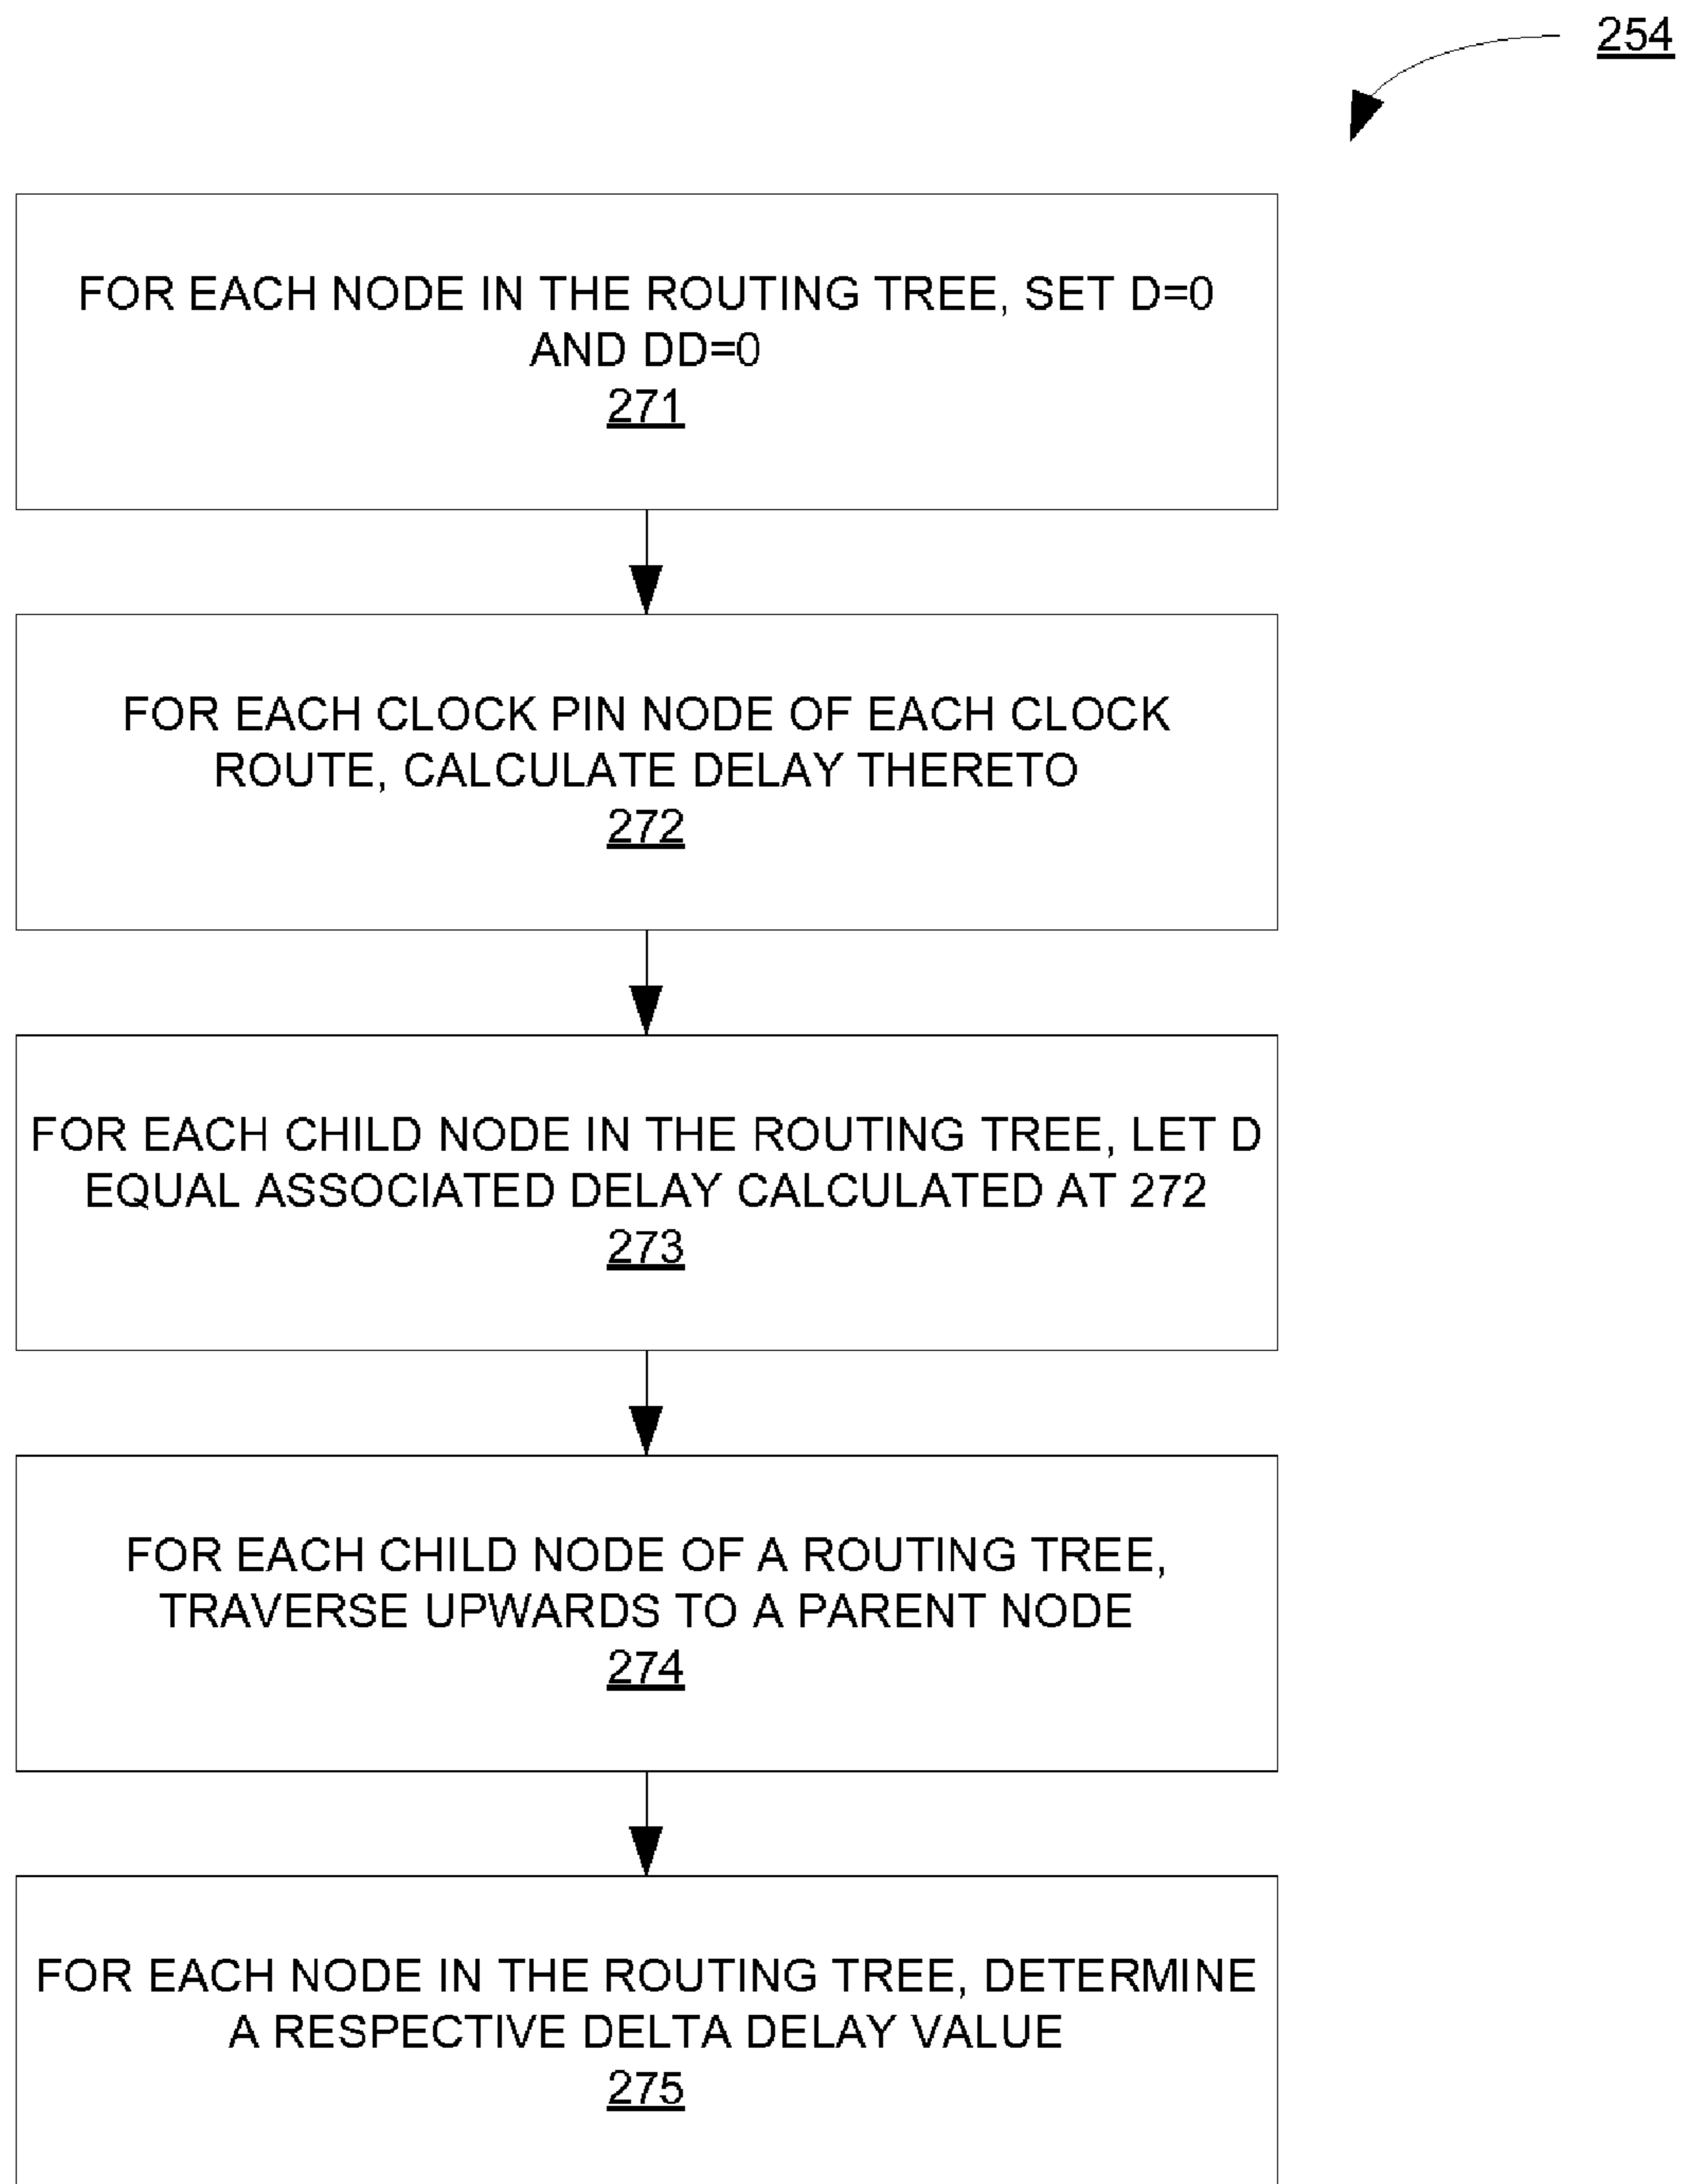 254
FOR EACH NODE IN THE ROUTING TREE, SET D=0
AND DD=0
271
FOR EACH CLOCK PIN NODE OF EACH CLOCK
ROUTE, CALCULATE DELAY THERETO
272
FOR EACH CHILD NODE IN THE ROUTING TREE, LET D
EQUAL ASSOCIATED DELAY CALCULATED AT 272
273
FOR EACH CHILD NODE OF A ROUTING TREE,
TRAVERSE UPWARDS TO A PARENT NODE
274
FOR EACH NODE IN THE ROUTING TREE, DETERMINE
A RESPECTIVE DELTA DELAY VALUE
275